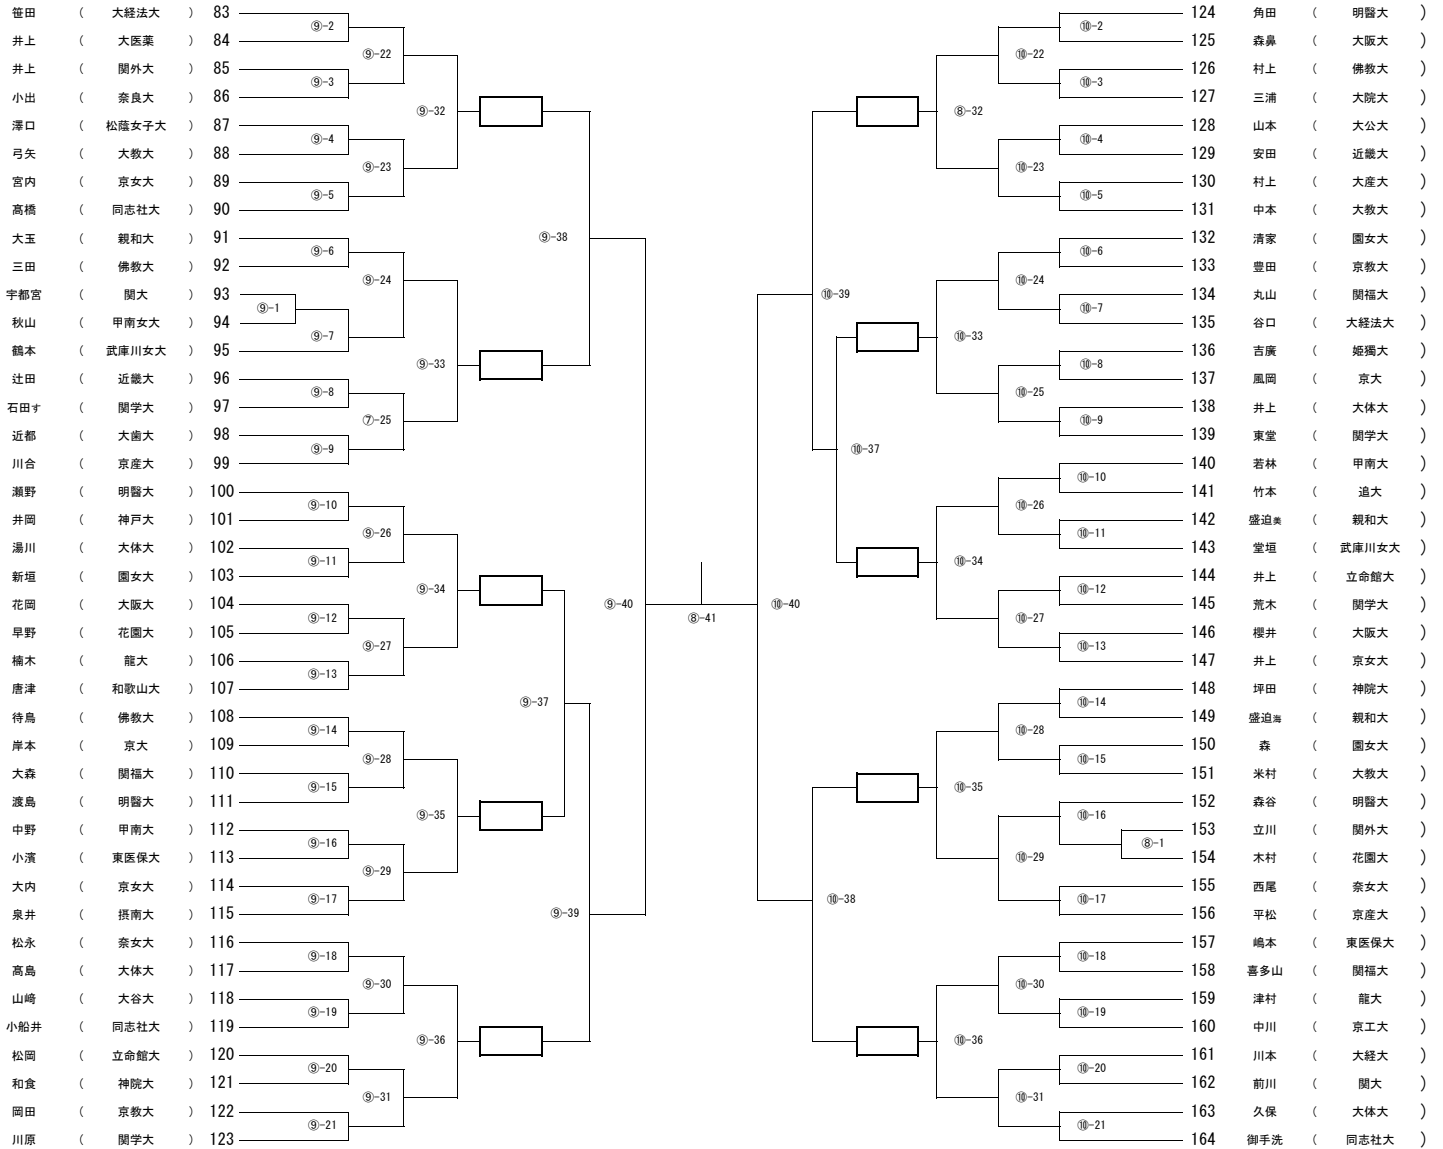 笹田 ( 大経法大 ) 83
井上 ( 大医薬 ) 84
井上 ( 関外大 ) 85
小出 ( 奈良大 ) 86
澤口 ( 松蔭女子大 ) 87
弓矢 ( 大教大 ) 88
宮内 ( 京女大 ) 89
髙橋 ( 同志社大 ) 90
大玉 ( 親和大 ) 91
三田 ( 佛教大 ) 92
宇都宮 ( 関大 ) 93
秋山 ( 甲南女大 ) 94
鶴本 ( 武庫川女大 ) 95
辻田 ( 近畿大 ) 96
石田す ( 関学大 ) 97
近都 ( 大歯大 ) 98
川合 ( 京産大 ) 99
瀬野 ( 明醫大 ) 100
井岡 ( 神戸大 ) 101
湯川 ( 大体大 ) 102
新垣 ( 園女大 ) 103
花岡 ( 大阪大 ) 104
早野 ( 花園大 ) 105
楠木 ( 龍大 ) 106
唐津 ( 和歌山大 ) 107
待鳥 ( 佛教大 ) 108
岸本 ( 京大 ) 109
大森 ( 関福大 ) 110
渡島 ( 明醫大 ) 111
中野 ( 甲南大 ) 112
小濱 ( 東医保大 ) 113
大内 ( 京女大 ) 114
泉井 ( 摂南大 ) 115
松永 ( 奈女大 ) 116
髙島 ( 大体大 ) 117
山﨑 ( 大谷大 ) 118
小船井 ( 同志社大 ) 119
松岡 ( 立命館大 ) 120
和食 ( 神院大 ) 121
岡田 ( 京教大 ) 122
川原 ( 関学大 ) 123
⑨-1
⑨-2
⑨-3
⑨-4
⑨-5
⑨-6
⑨-7
⑨-8
⑨-9
⑨-10
⑨-11
⑨-12
⑨-13
⑨-14
⑨-15
⑨-16
⑨-17
⑨-18
⑨-19
⑨-20
⑨-21
⑨-22
⑨-23
⑨-24
⑦-25
⑨-26
⑨-27
⑨-28
⑨-29
⑨-30
⑨-31
⑨-32
⑨-33
⑨-34
⑨-35
⑨-36
⑨-37
⑨-38
⑨-39
⑨-40
⑧-41
⑩-40
⑩-39
⑩-37
⑩-38
⑧-32
⑩-33
⑩-34
⑩-35
⑩-36
⑩-22
⑩-23
⑩-24
⑩-25
⑩-26
⑩-27
⑩-28
⑩-29
⑩-30
⑩-31
⑩-2
⑩-3
⑩-4
⑩-5
⑩-6
⑩-7
⑩-8
⑩-9
⑩-10
⑩-11
⑩-12
⑩-13
⑩-14
⑩-15
⑩-16
⑧-1
⑩-17
⑩-18
⑩-19
⑩-20
⑩-21
124 角田 ( 明醫大 )
125 森鼻 ( 大阪大 )
126 村上 ( 佛教大 )
127 三浦 ( 大院大 )
128 山本 ( 大公大 )
129 安田 ( 近畿大 )
130 村上 ( 大産大 )
131 中本 ( 大教大 )
132 清家 ( 園女大 )
133 豊田 ( 京教大 )
134 丸山 ( 関福大 )
135 谷口 ( 大経法大 )
136 吉廣 ( 姫獨大 )
137 風岡 ( 京大 )
138 井上 ( 大体大 )
139 東堂 ( 関学大 )
140 若林 ( 甲南大 )
141 竹本 ( 追大 )
142 盛迫美 ( 親和大 )
143 堂垣 ( 武庫川女大 )
144 井上 ( 立命館大 )
145 荒木 ( 関学大 )
146 櫻井 ( 大阪大 )
147 井上 ( 京女大 )
148 坪田 ( 神院大 )
149 盛迫海 ( 親和大 )
150 森 ( 園女大 )
151 米村 ( 大教大 )
152 森谷 ( 明醫大 )
153 立川 ( 関外大 )
154 木村 ( 花園大 )
155 西尾 ( 奈女大 )
156 平松 ( 京産大 )
157 嶋本 ( 東医保大 )
158 喜多山 ( 関福大 )
159 津村 ( 龍大 )
160 中川 ( 京工大 )
161 川本 ( 大経大 )
162 前川 ( 関大 )
163 久保 ( 大体大 )
164 御手洗 ( 同志社大 )